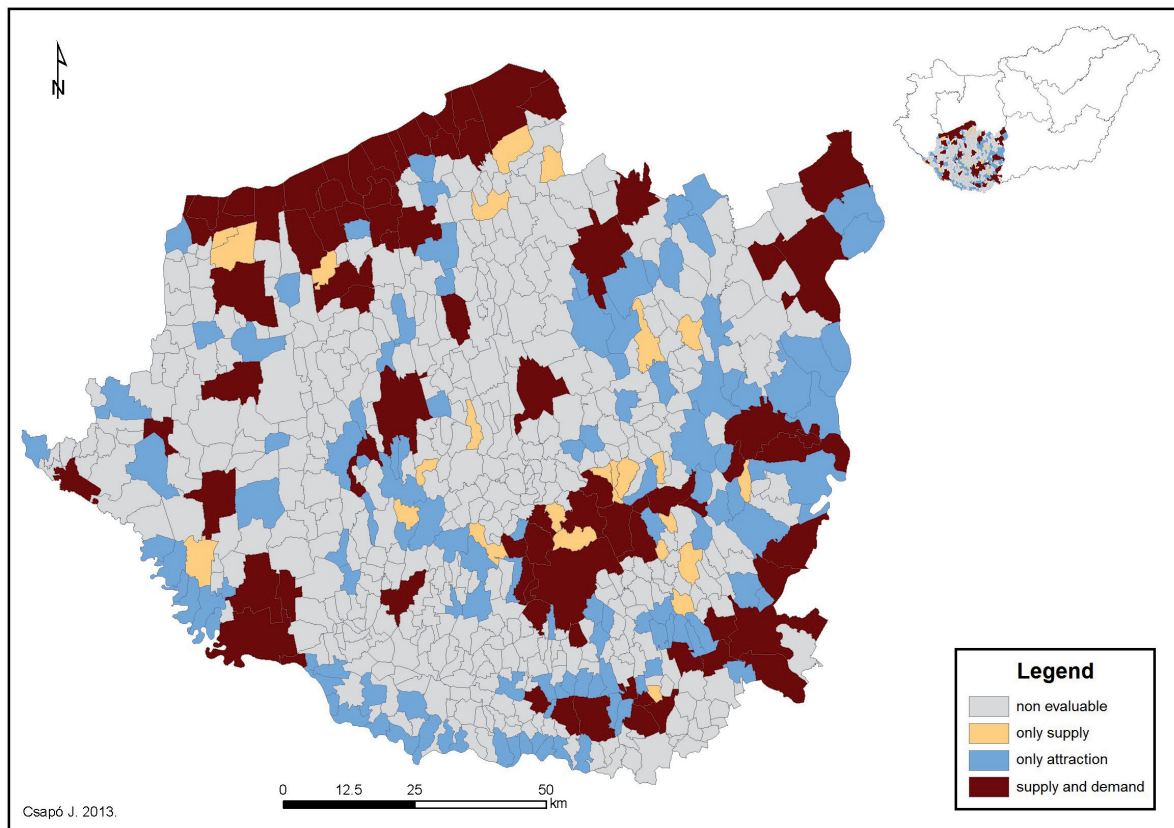 N
Legend
non evaluable
only supply
only attraction
supply and demand
0 12.5 25 50
km
Csapó J. 2013.